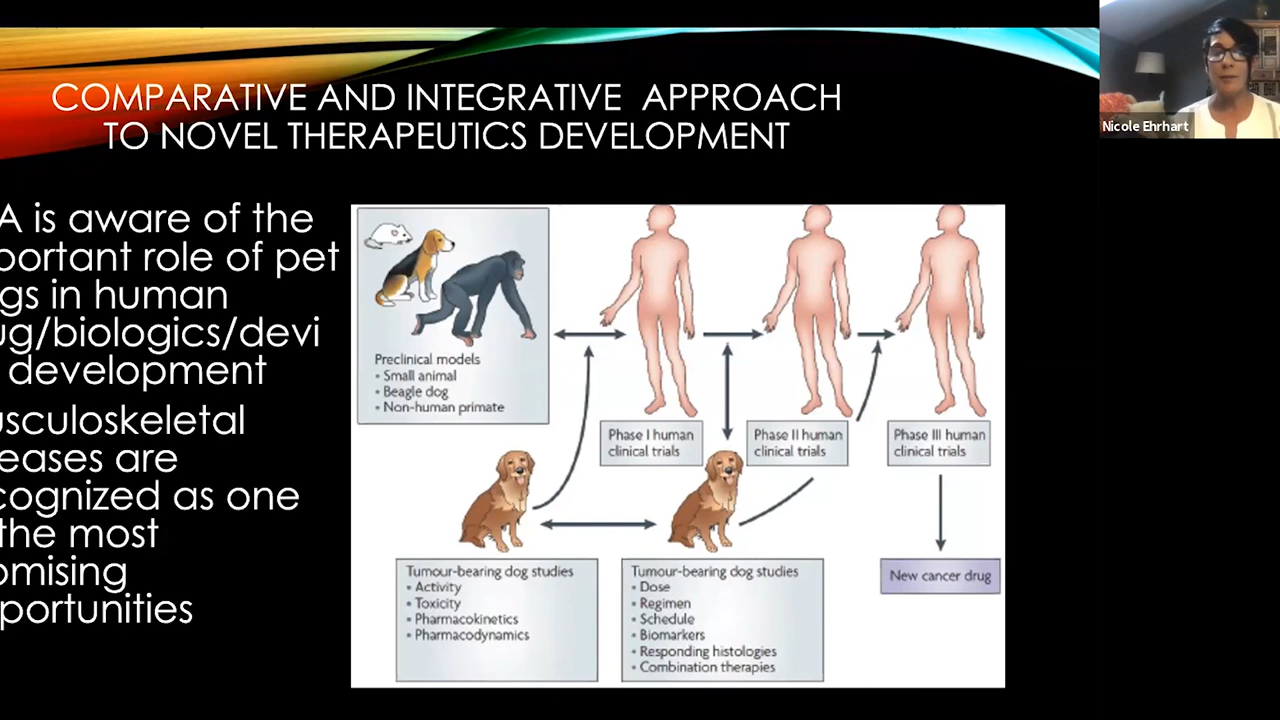 COMPARATIVE AND INTEGRATIVE APPROACH
TO NOVEL THERAPEUTICS DEVELOPMENT
Nicole Ehrhart
A is aware of the
portant role of pet
gs in human
ug/biologics/devi
development
usculoskeletal
eases are
cognized as one
the most
omising
portunities
Preclinical models
• Small animal
• Beagle dog
• Non-human primate
Phase I human
clinical trials
Phase II human
clinical trials
Phase III human
clinical trials
Tumour-bearing dog studies
• Activity
• Toxicity
• Pharmacokinetics
• Pharmacodynamics
Tumour-bearing dog studies
• Dose
• Regimen
• Schedule
• Biomarkers
• Responding histologies
• Combination therapies
New cancer drug